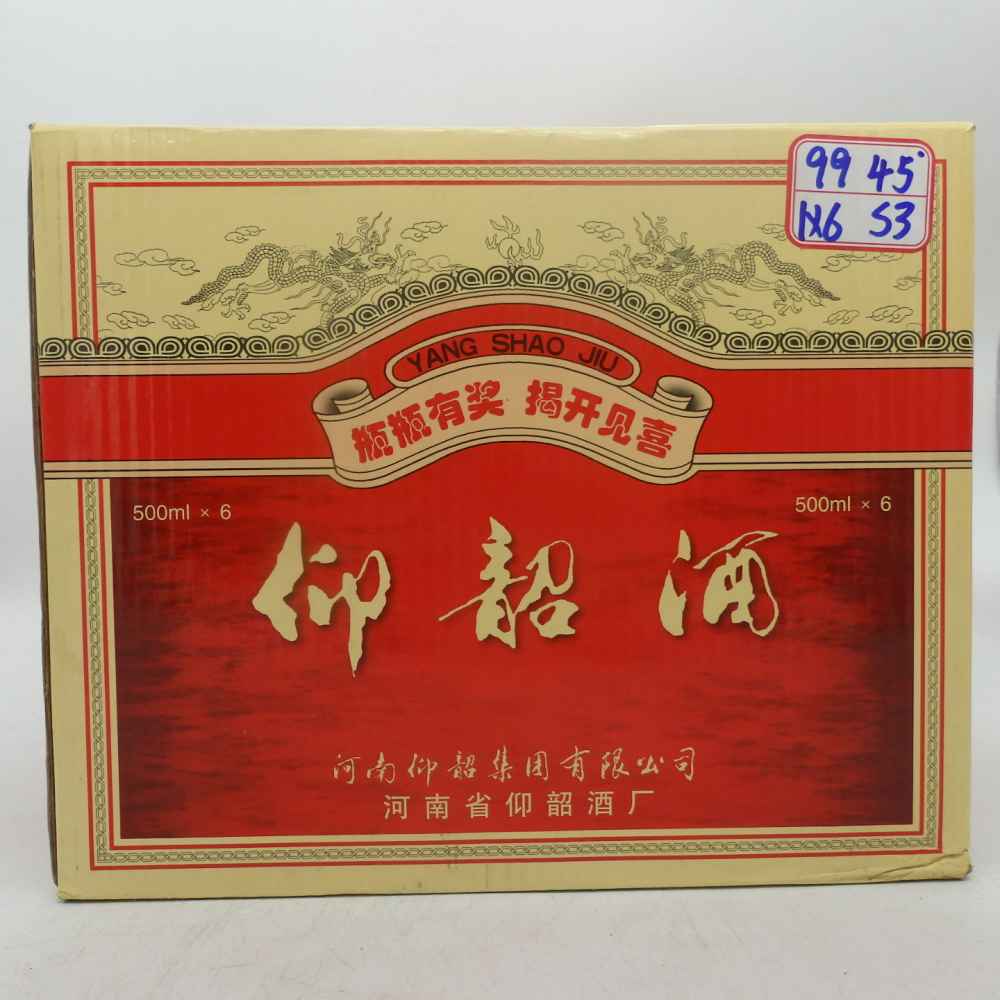 99 45°
1X6 53
YANG SHAO JIU
瓶瓶有奖 揭开见喜
500ml × 6
500ml × 6
仰韶酒
河南仰韶集团有限公司
河南省仰韶酒厂